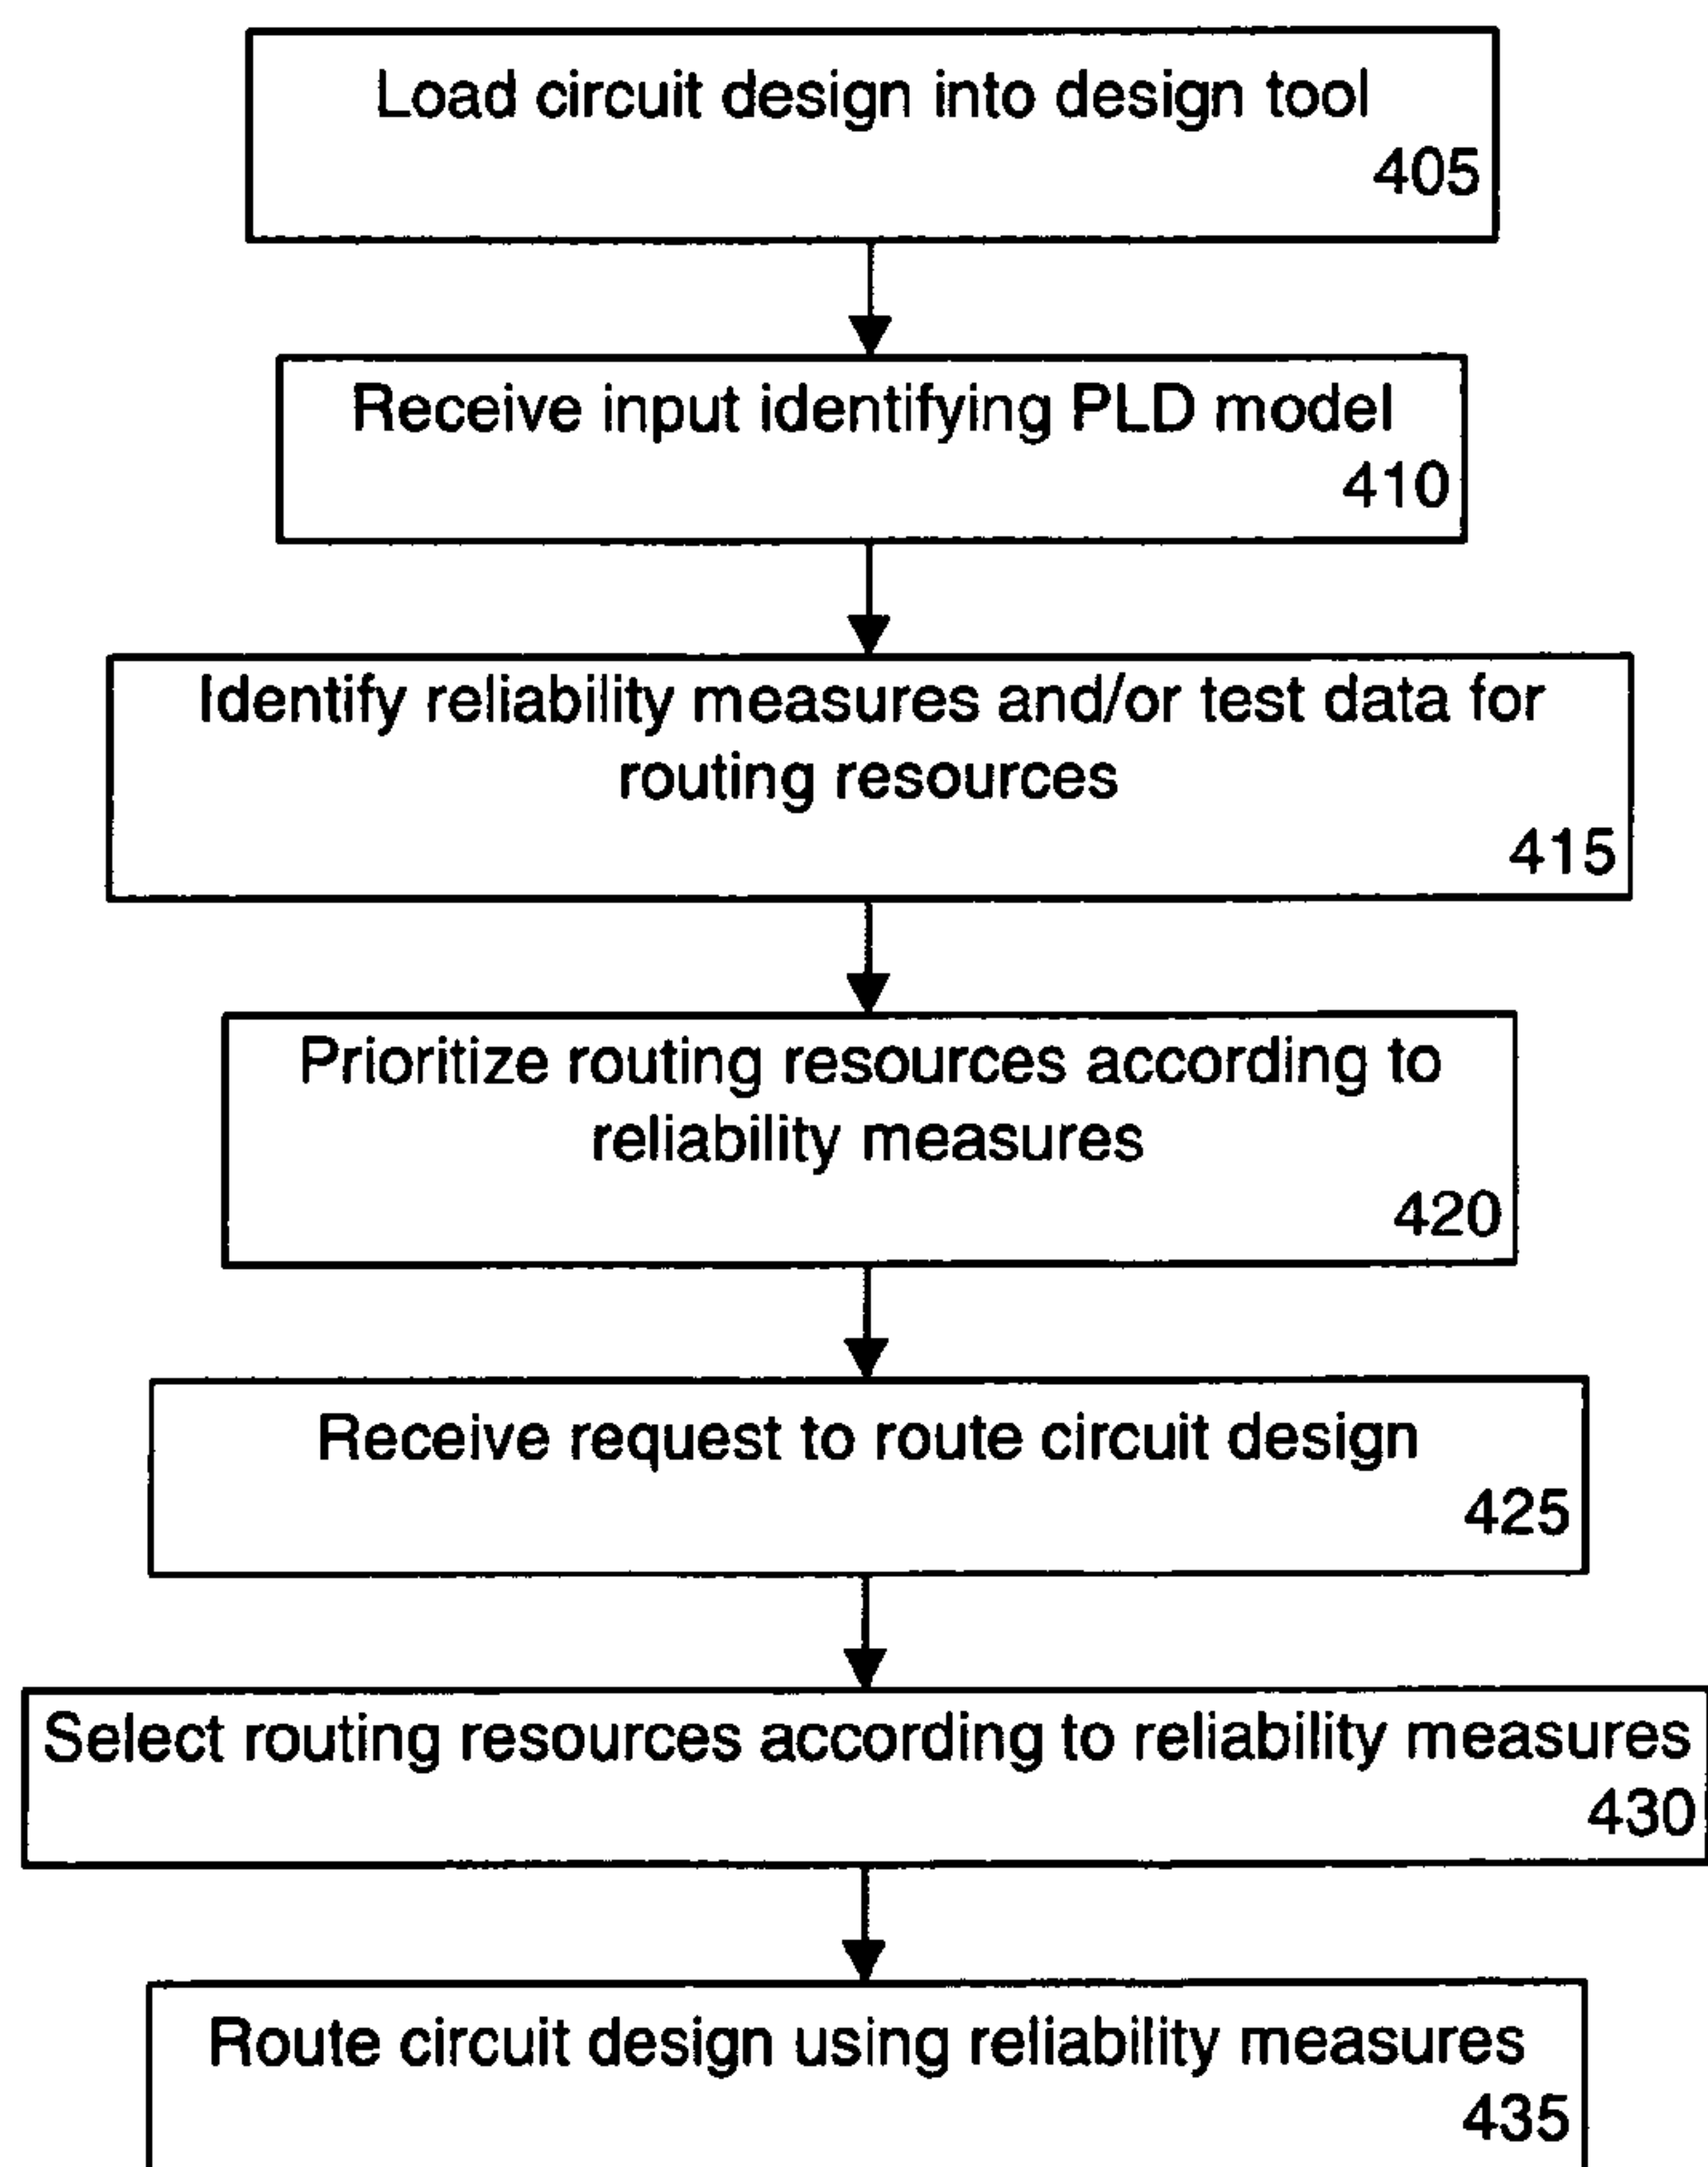 Load circuit design into design tool
405
Receive input identifying PLD model
410
Identify reliability measures and/or test data for
routing resources
415
Prioritize routing resources according to
reliability measures
420
Receive request to route circuit design
425
Select routing resources according to reliability measures
430
Route circuit design using reliability measures
435